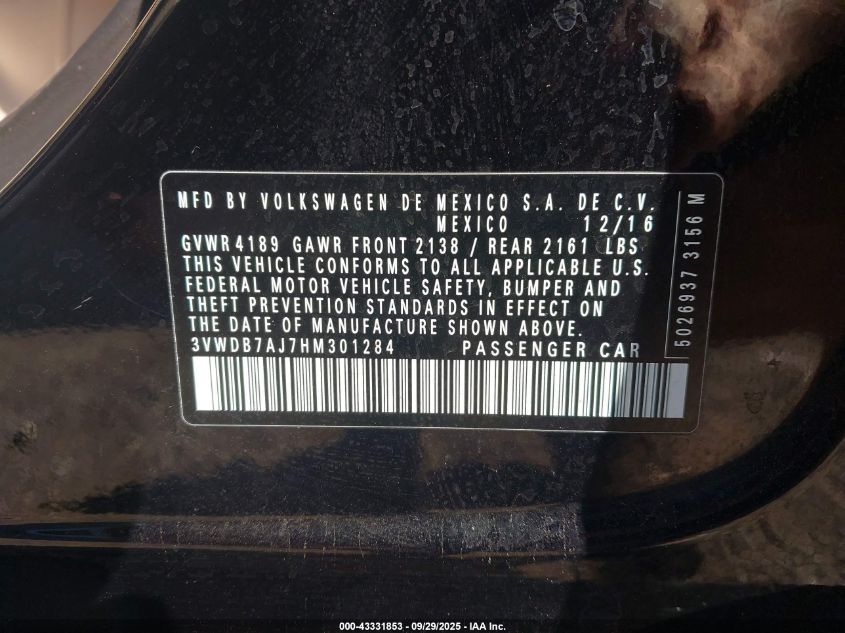 MFD BY VOLKSWAGEN DE MEXICO S.A. DE C.V.
MEXICO 12/16
GVWR 4189 GAWR FRONT 2138 / REAR 2161 LBS
THIS VEHICLE CONFORMS TO ALL APPLICABLE U.S.
FEDERAL MOTOR VEHICLE SAFETY, BUMPER AND
THEFT PREVENTION STANDARDS IN EFFECT ON
THE DATE OF MANUFACTURE SHOWN ABOVE.
3VWDB7AJ7HM301284 PASSENGER CAR
5026937 3156 M
000-43331853 / 09/29/2025 - IAA Inc.